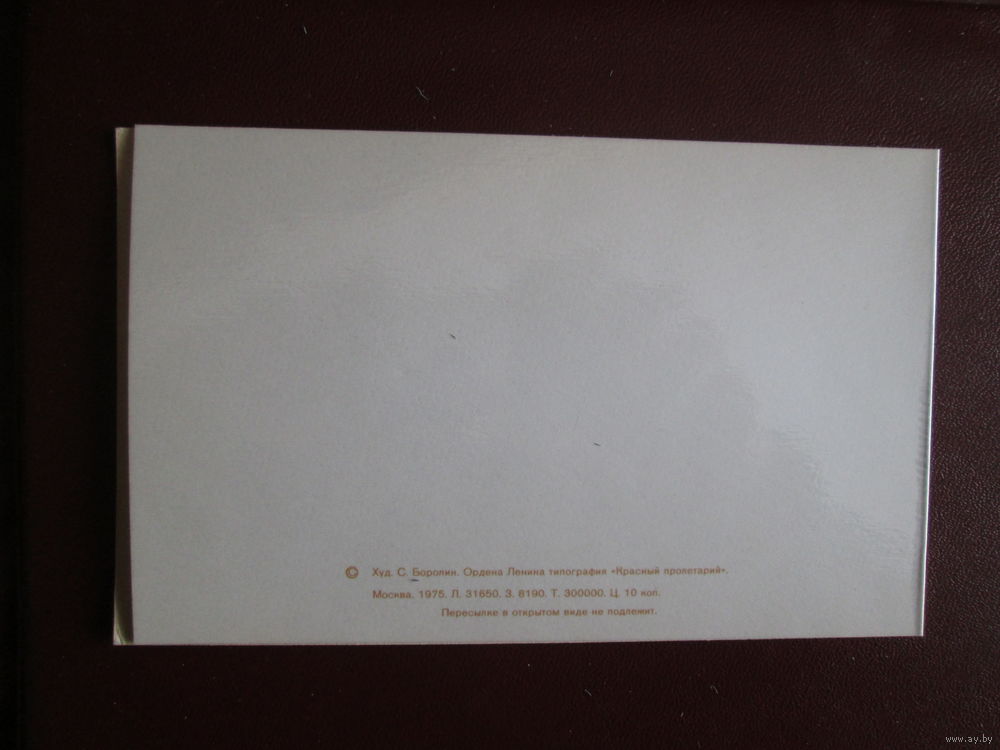 © Худ. С. Боролин. Ордена Ленина типография «Красный пролетарий».
Москва. 1975. Л. 31650. З. 8190. Т. 300000. Ц. 10 коп.
Пересылке в открытом виде не подлежит.
www.ay.by